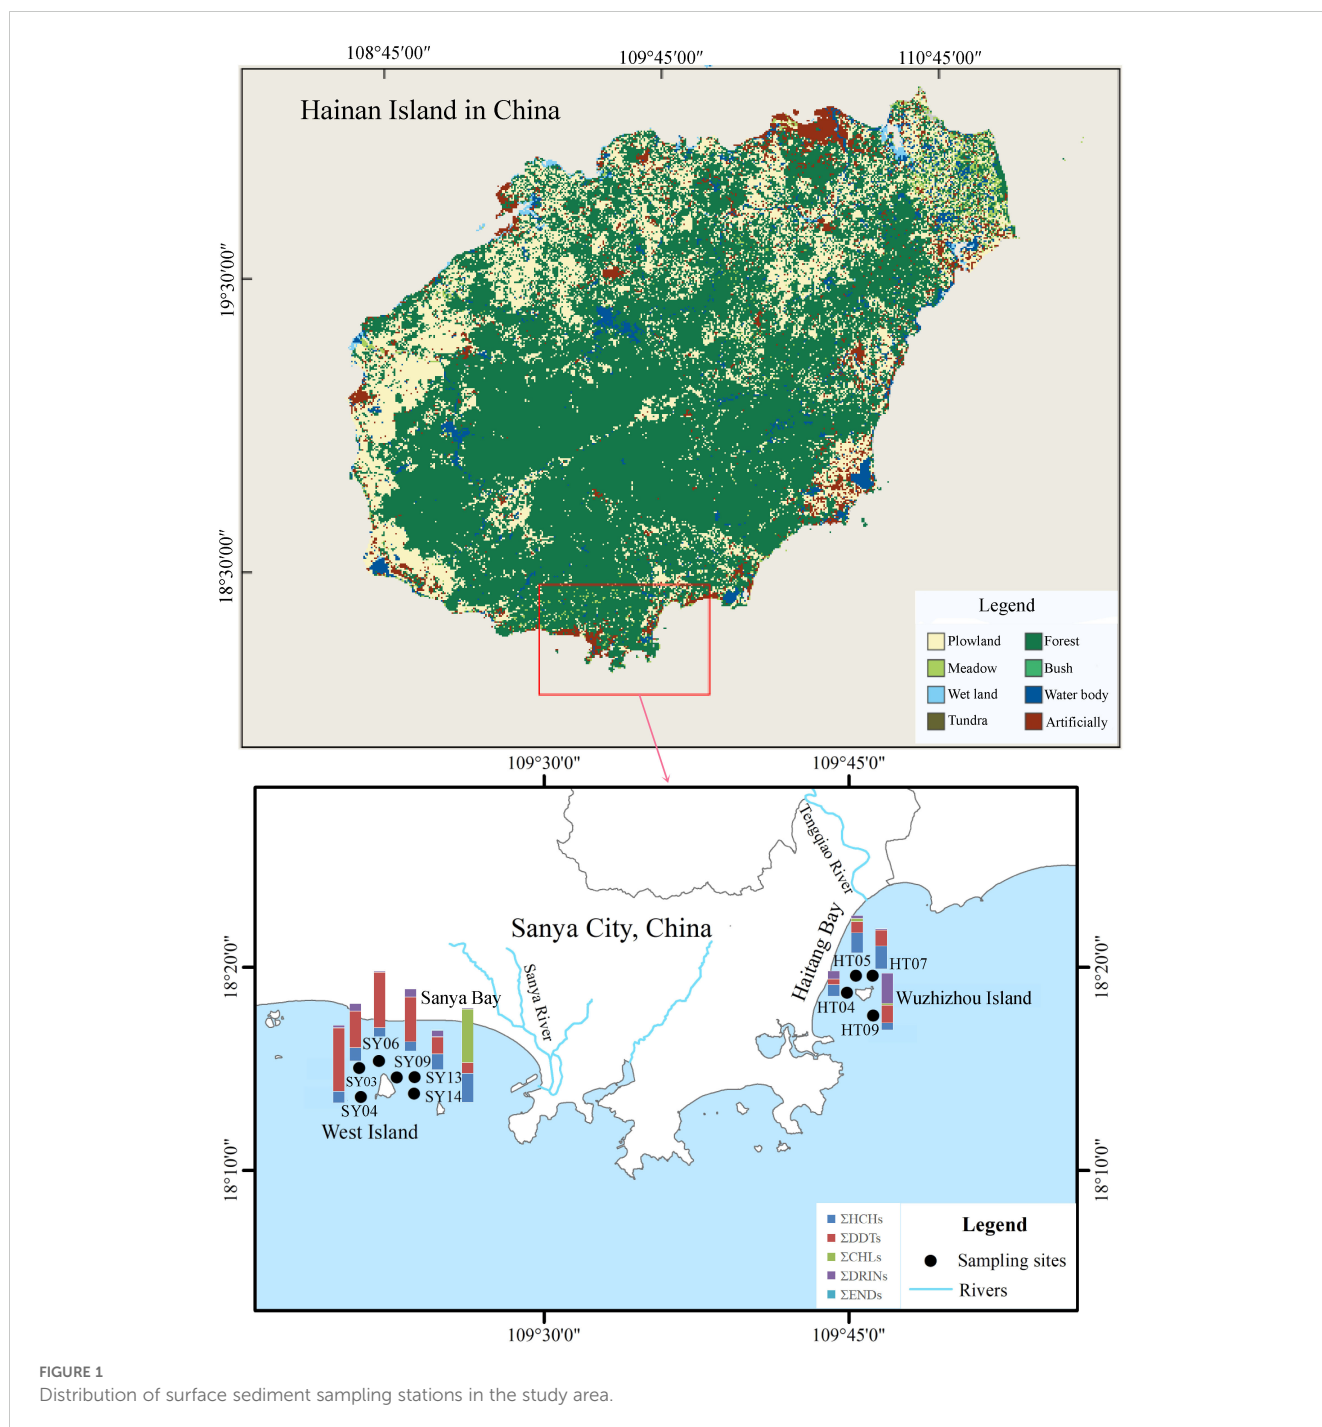 108°45′00″
109°45′00″
110°45′00″
Hainan Island in China
19°30′00″
18°30′00″
Legend
Plowland
Forest
Meadow
Bush
Wet land
Water body
Tundra
Artificially
109°30′0″
109°45′0″
Tengqiao River
Sanya City, China
Haitang Bay
Sanya River
18°20′0″
18°20′0″
HT05
HT07
Sanya Bay
HT04
Wuzhizhou Island
HT09
SY06
SY09
SY03
SY13
SY04
SY14
West Island
18°10′0″
18°10′0″
ΣHCHs
ΣDDTs
ΣCHLs
ΣDRINs
ΣENDs
Legend
Sampling sites
Rivers
109°30′0″
109°45′0″
FIGURE 1
Distribution of surface sediment sampling stations in the study area.